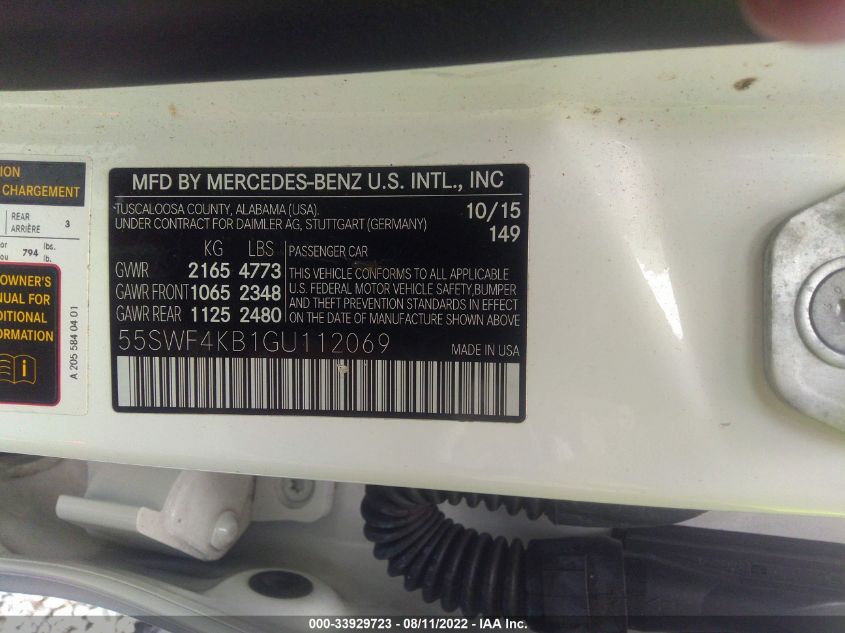 ION
CHARGEMENT
REAR
ARRIÈRE
3
or
ou
794
lbs.
lb.
OWNER'S
NUAL FOR
DITIONAL
ORMATION
i
A 205 584 04 01
MFD BY MERCEDES-BENZ U.S. INTL., INC
TUSCALOOSA COUNTY, ALABAMA (USA). 10/15
UNDER CONTRACT FOR DAIMLER AG, STUTTGART (GERMANY) 149
KG LBS
GVWR 2165 4773
GAWR FRONT 1065 2348
GAWR REAR 1125 2480
PASSENGER CAR
THIS VEHICLE CONFORMS TO ALL APPLICABLE
U.S. FEDERAL MOTOR VEHICLE SAFETY, BUMPER
AND THEFT PREVENTION STANDARDS IN EFFECT
ON THE DATE OF MANUFACTURE SHOWN ABOVE
55SWF4KB1GU112069 MADE IN USA
000-33929723 - 08/11/2022 - IAA Inc.